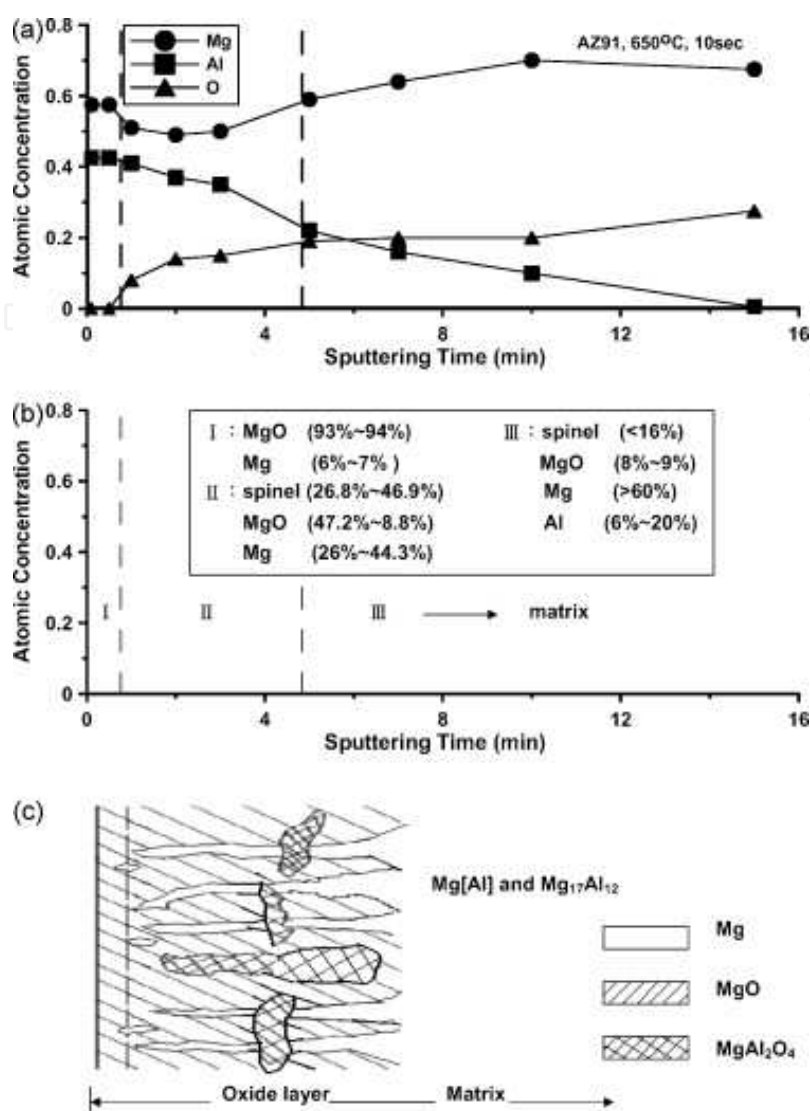 (a)
0.8
0.6
0.4
0.2
0
Atomic Concentration
Mg
Al
O
AZ91, 650ºC, 10sec
0 4 8 12 16
Sputtering Time (min)
(b)
0.8
0.6
0.4
0.2
0
Atomic Concentration
Ⅰ : MgO (93%~94%)
Mg (6%~7% )
Ⅱ : spinel (26.8%~46.9%)
MgO (47.2%~8.8%)
Mg (26%~44.3%)
Ⅲ : spinel (<16%)
MgO (8%~9%)
Mg (>60%)
Al (6%~20%)
Ⅰ Ⅱ Ⅲ matrix
0 4 8 12 16
Sputtering Time (min)
(c)
Mg[Al] and Mg₁₇Al₁₂
Mg
MgO
MgAl₂O₄
Oxide layer Matrix